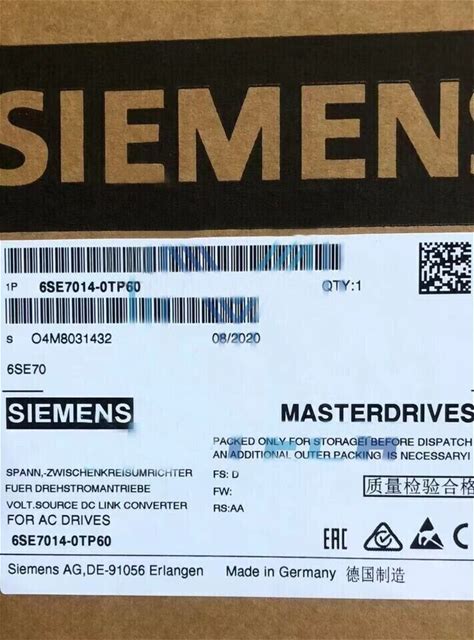 SIEMENS
1P 6SE7014-0TP60 QTY:1
S O4M8031432 08/2020
6SE70
SIEMENS MASTERDRIVES
PACKED ONLY FOR STORAGE! BEFORE DISPATCH
AN ADDITIONAL OUTER PACKING IS NECESSARY!
SPANN,-ZWISCHENKREISUMRICHTER
FUER DREHSTROMANTRIEBE
VOLT.SOURCE DC LINK CONVERTER
FOR AC DRIVES
6SE7014-0TP60
FS: D
FW:
RS:AA
质量检验合格
EAC
Siemens AG,DE-91056 Erlangen Made in Germany 德国制造